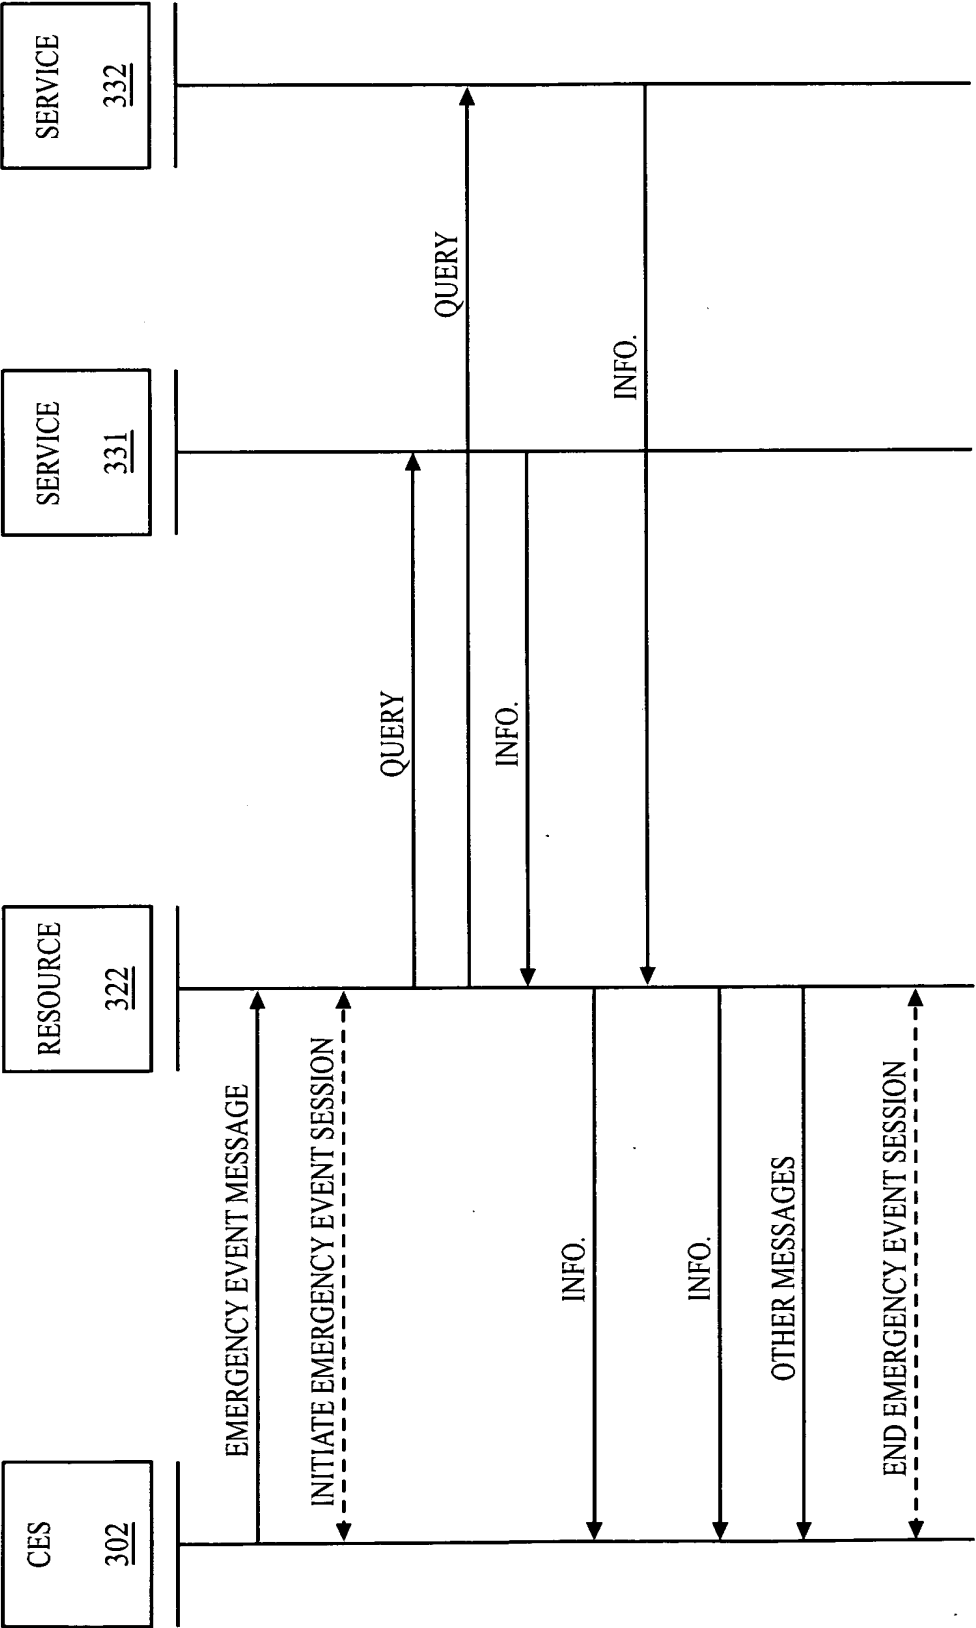 CES
302
RESOURCE
322
SERVICE
331
SERVICE
332
EMERGENCY EVENT MESSAGE
INITIATE EMERGENCY EVENT SESSION
QUERY
QUERY
INFO.
INFO.
INFO.
INFO.
OTHER MESSAGES
END EMERGENCY EVENT SESSION